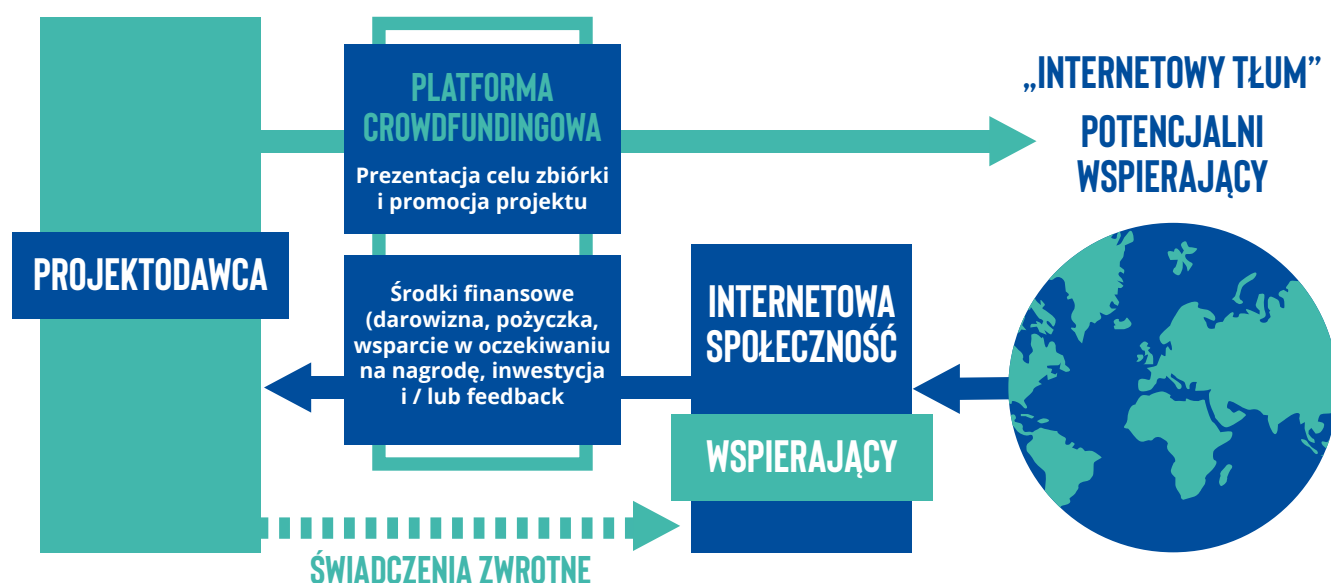 PROJEKTODAWCA
PLATFORMA
CROWDFUNDINGOWA
Prezentacja celu zbiórki
i promocja projektu
„INTERNETOWY TŁUM”
POTENCJALNI
WSPIERAJĄCY
Środki finansowe
(darowizna, pożyczka,
wsparcie w oczekiwaniu
na nagrodę, inwestycja
i / lub feedback
INTERNETOWA
SPOŁECZNOŚĆ
WSPIERAJĄCY
ŚWIADCZENIA ZWROTNE